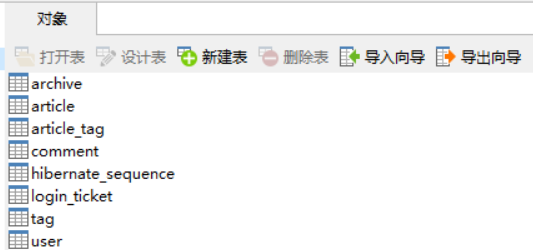 对象
打开表 设计表 新建表 删除表 导入向导 导出向导
archive
article
article_tag
comment
hibernate_sequence
login_ticket
tag
user